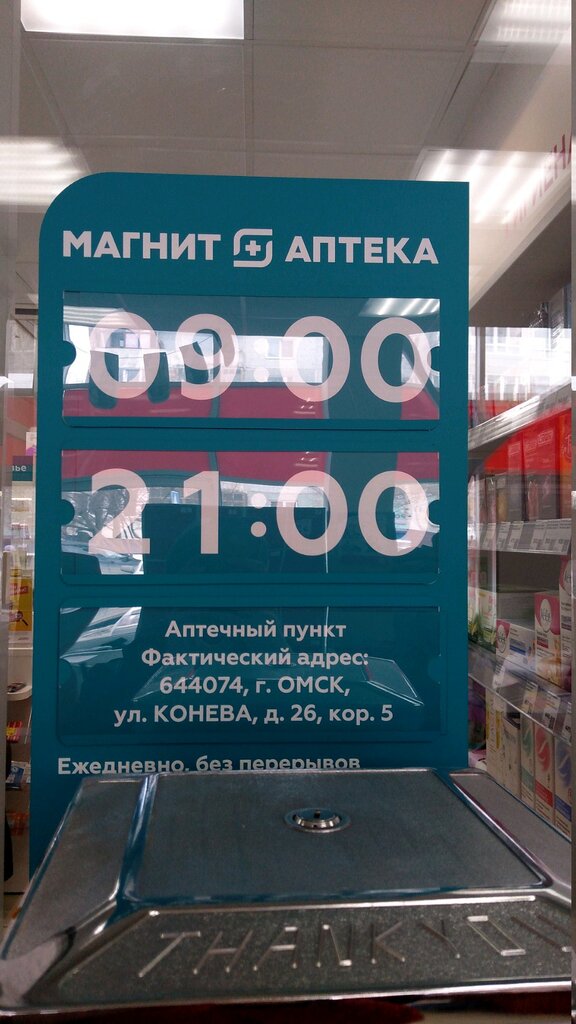 МАГНИТ АПТЕКА
09:00
21:00
Аптечный пункт
Фактический адрес:
644074, г. ОМСК,
ул. КОНЕВА, д. 26, кор. 5
Ежедневно, без перерывов
THANK YOU